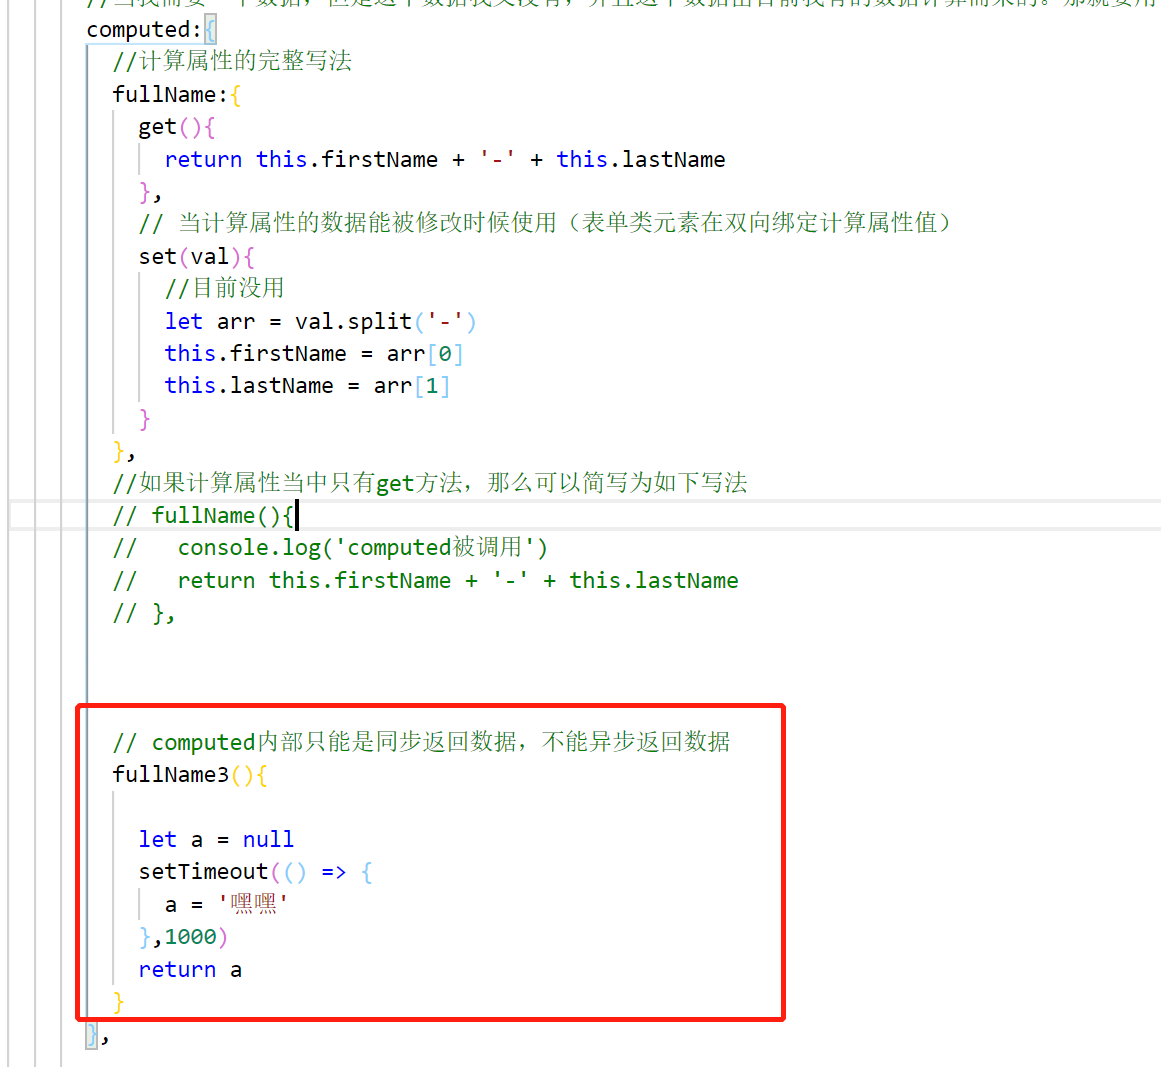 computed:{
//计算属性的完整写法
fullName:{
get(){
return this.firstName + '-' + this.lastName
},
// 当计算属性的数据能被修改时候使用（表单类元素在双向绑定计算属性值）
set(val){
//目前没用
let arr = val.split('-')
this.firstName = arr[0]
this.lastName = arr[1]
}
},
//如果计算属性当中只有get方法，那么可以简写为如下写法
// fullName(){
//   console.log('computed被调用')
//   return this.firstName + '-' + this.lastName
// },
// computed内部只能是同步返回数据，不能异步返回数据
fullName3(){
let a = null
setTimeout(() => {
a = '嘿嘿'
},1000)
return a
}
},